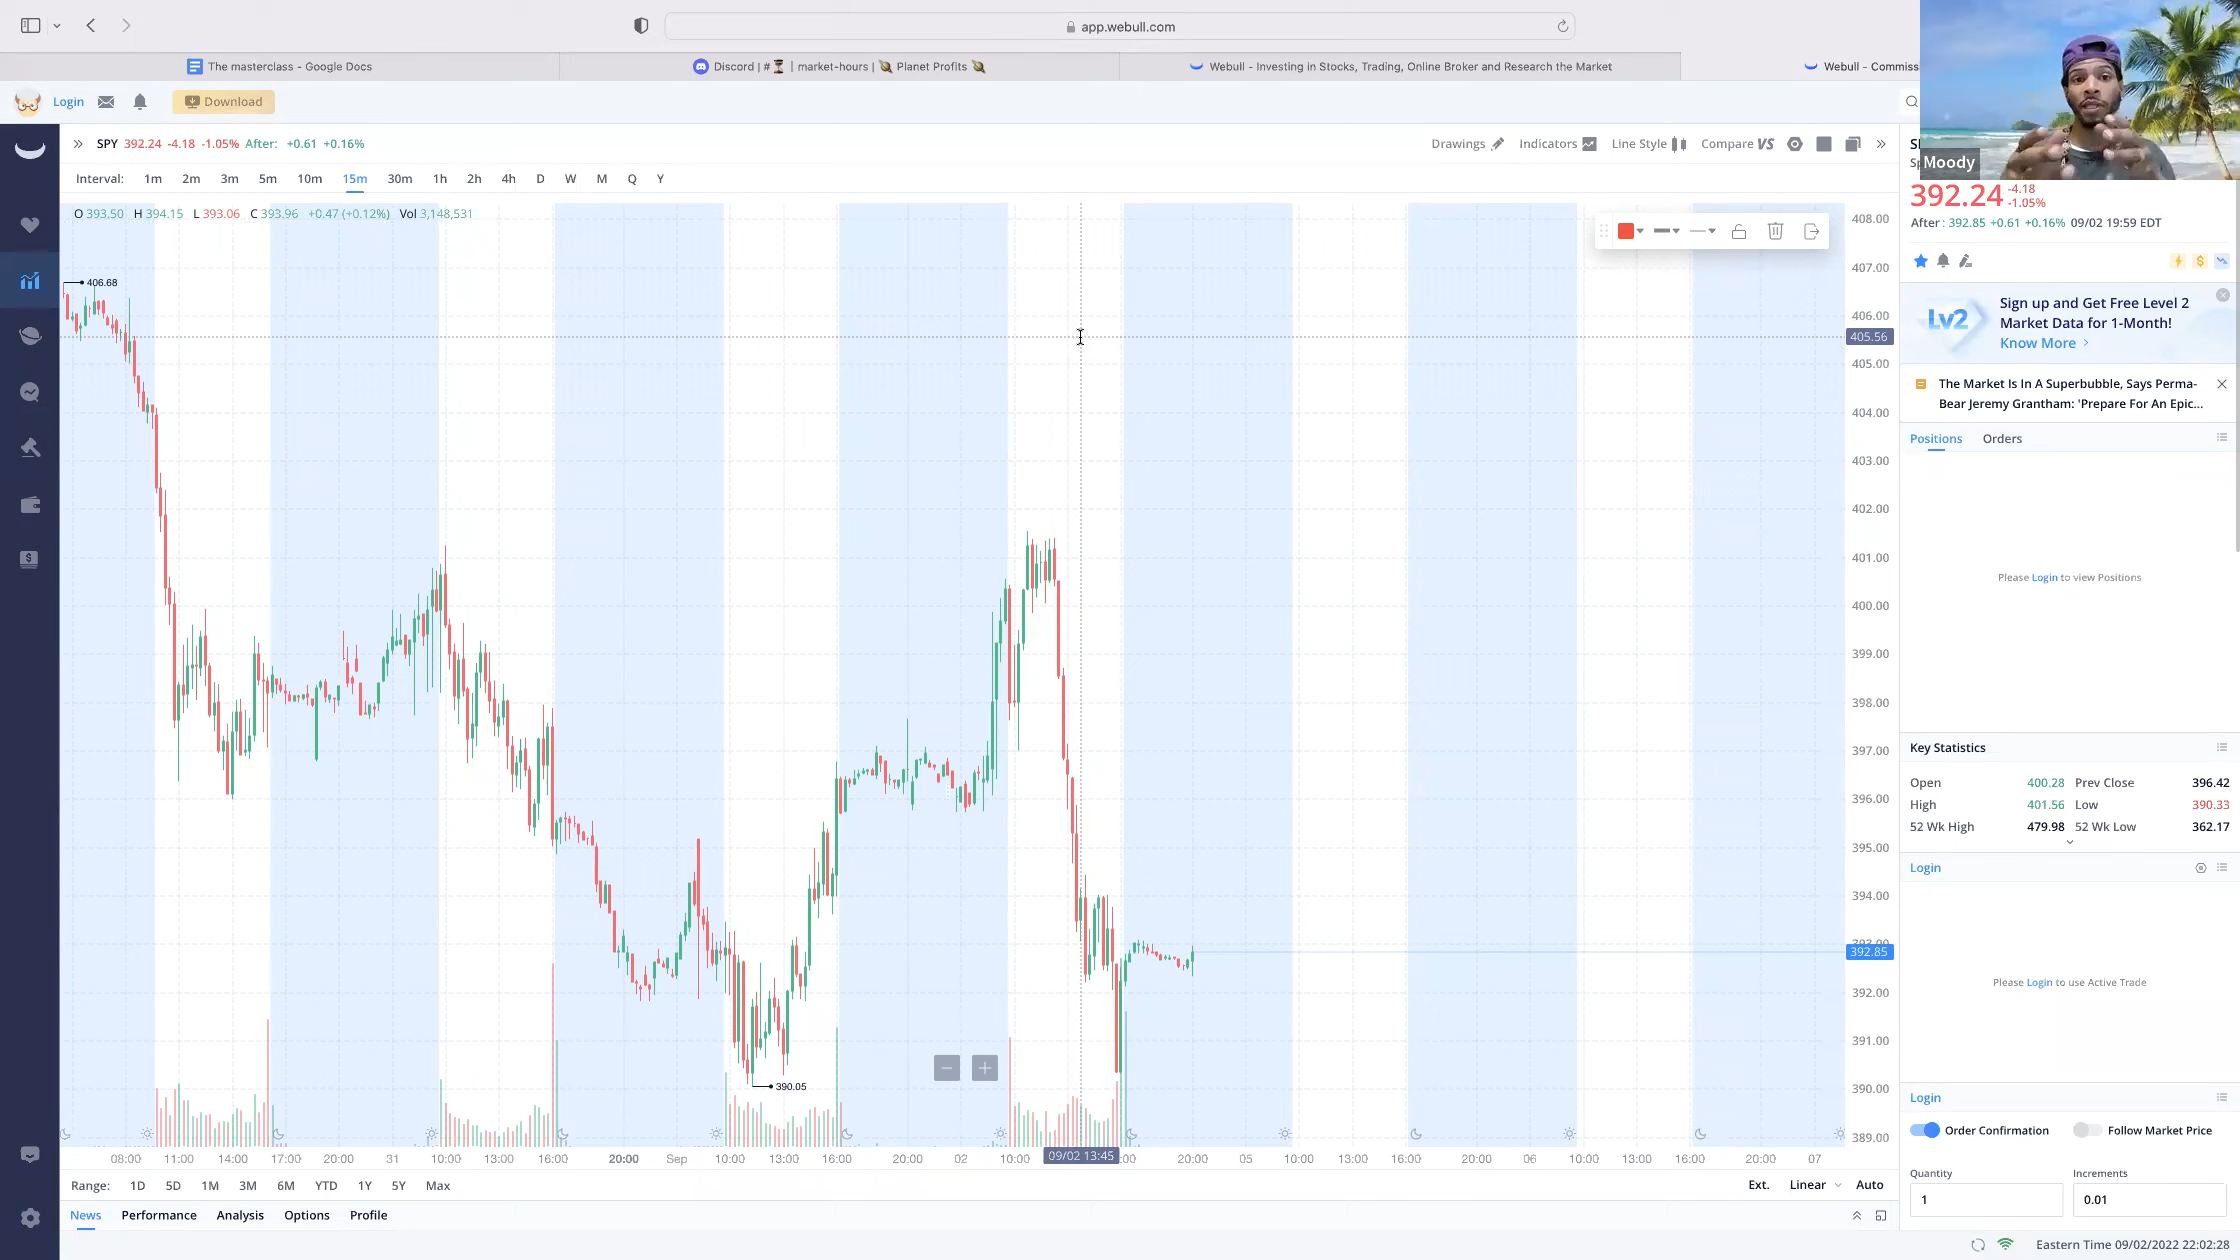 app.webull.com
The masterclass - Google Docs
Discord | #⏳ | market-hours | 🪐 Planet Profits 🪐
Webull - Investing in Stocks, Trading, Online Broker and Research the Market
Webull - Commiss
Login
Download
SPY 392.24 -4.18 -1.05% After: +0.61 +0.16%
Drawings
Indicators
Line Style
Compare VS
Moody
Interval: 1m 2m 3m 5m 10m 15m 30m 1h 2h 4h D W M Q Y
O 393.50 H 394.15 L 393.06 C 393.96 +0.47 (+0.12%) Vol 3,148,531
406.68
390.05
408.00
407.00
406.00
405.56
405.00
404.00
403.00
402.00
401.00
400.00
399.00
398.00
397.00
396.00
395.00
394.00
392.85
392.00
391.00
390.00
389.00
08:00 11:00 14:00 17:00 20:00 31 10:00 13:00 16:00 20:00 Sep 10:00 13:00 16:00 20:00 02 10:00 09/02 13:45 :00 20:00 05 10:00 13:00 16:00 20:00 06 10:00 13:00 16:00 20:00 07
Range: 1D 5D 1M 3M 6M YTD 1Y 5Y Max
Ext. Linear Auto
News Performance Analysis Options Profile
392.24 -4.18
-1.05%
After : 392.85 +0.61 +0.16% 09/02 19:59 EDT
Lv2
Sign up and Get Free Level 2
Market Data for 1-Month!
Know More >
The Market Is In A Superbubble, Says Perma-
Bear Jeremy Grantham: 'Prepare For An Epic...
Positions Orders
Please Login to view Positions
Key Statistics
Open 400.28 Prev Close 396.42
High 401.56 Low 390.33
52 Wk High 479.98 52 Wk Low 362.17
Login
Please Login to use Active Trade
Login
Order Confirmation Follow Market Price
Quantity Increments
1 0.01
Eastern Time 09/02/2022 22:02:28